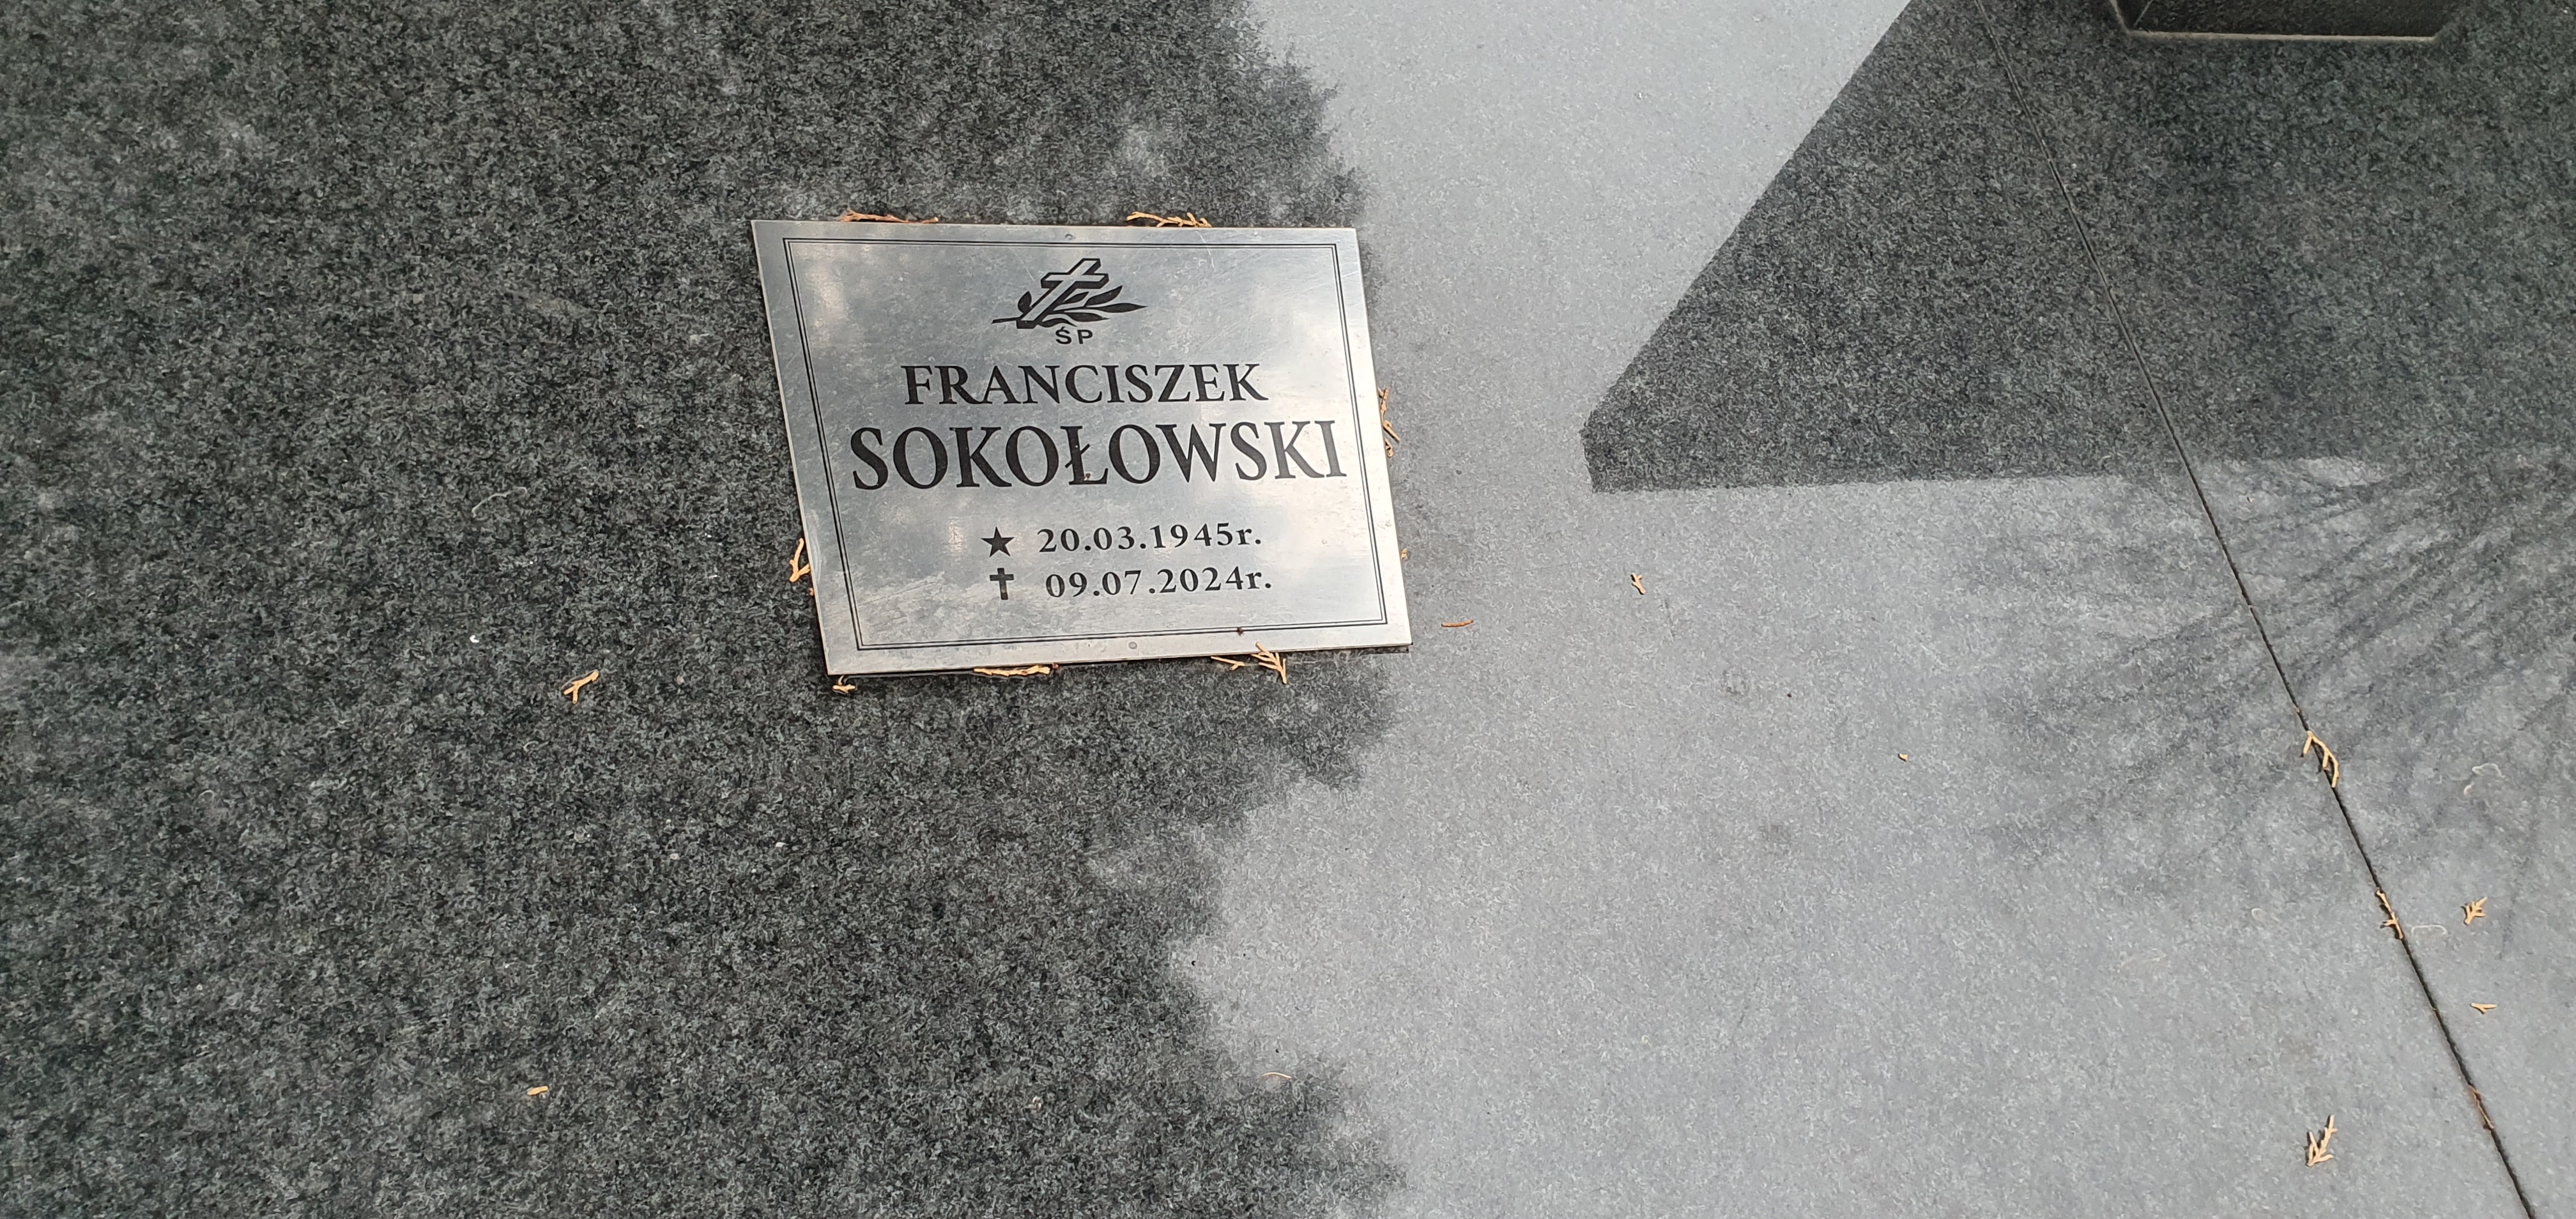 ŚP
FRANCISZEK
SOKOŁOWSKI
★ 20.03.1945r.
✝ 09.07.2024r.